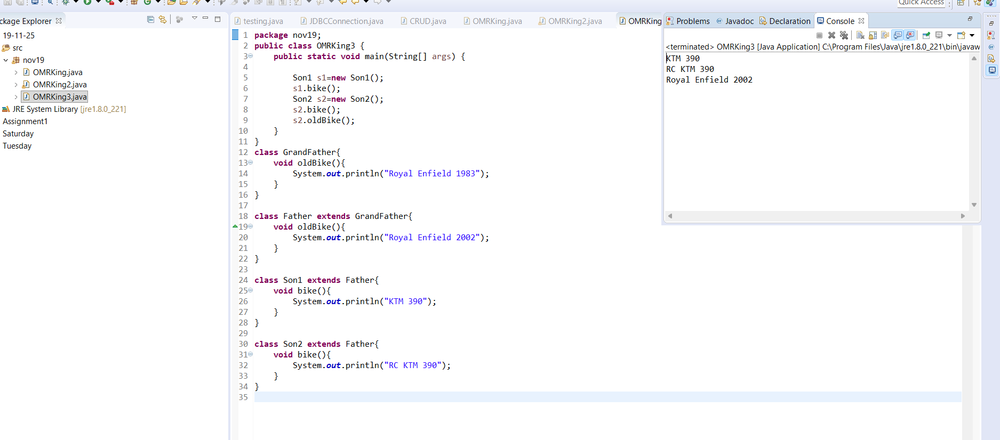 Quick Access
ckage Explorer
19-11-25
src
nov19
OMRKing.java
OMRKing2.java
OMRKing3.java
JRE System Library [jre1.8.0_221]
Assignment1
Saturday
Tuesday
testing.java
JDBCConnection.java
CRUD.java
OMRKing.java
OMRKing2.java
OMRKing
1 package nov19;
2 public class OMRKing3 {
3     public static void main(String[] args) {
4
5         Son1 s1=new Son1();
6         s1.bike();
7         Son2 s2=new Son2();
8         s2.bike();
9         s2.oldBike();
10     }
11 }
12 class GrandFather{
13     void oldBike(){
14         System.out.println("Royal Enfield 1983");
15     }
16 }
17
18 class Father extends GrandFather{
19     void oldBike(){
20         System.out.println("Royal Enfield 2002");
21     }
22 }
23
24 class Son1 extends Father{
25     void bike(){
26         System.out.println("KTM 390");
27     }
28 }
29
30 class Son2 extends Father{
31     void bike(){
32         System.out.println("RC KTM 390");
33     }
34 }
35
Problems
@ Javadoc
Declaration
Console
<terminated> OMRKing3 [Java Application] C:\Program Files\Java\jre1.8.0_221\bin\javaw
KTM 390
RC KTM 390
Royal Enfield 2002